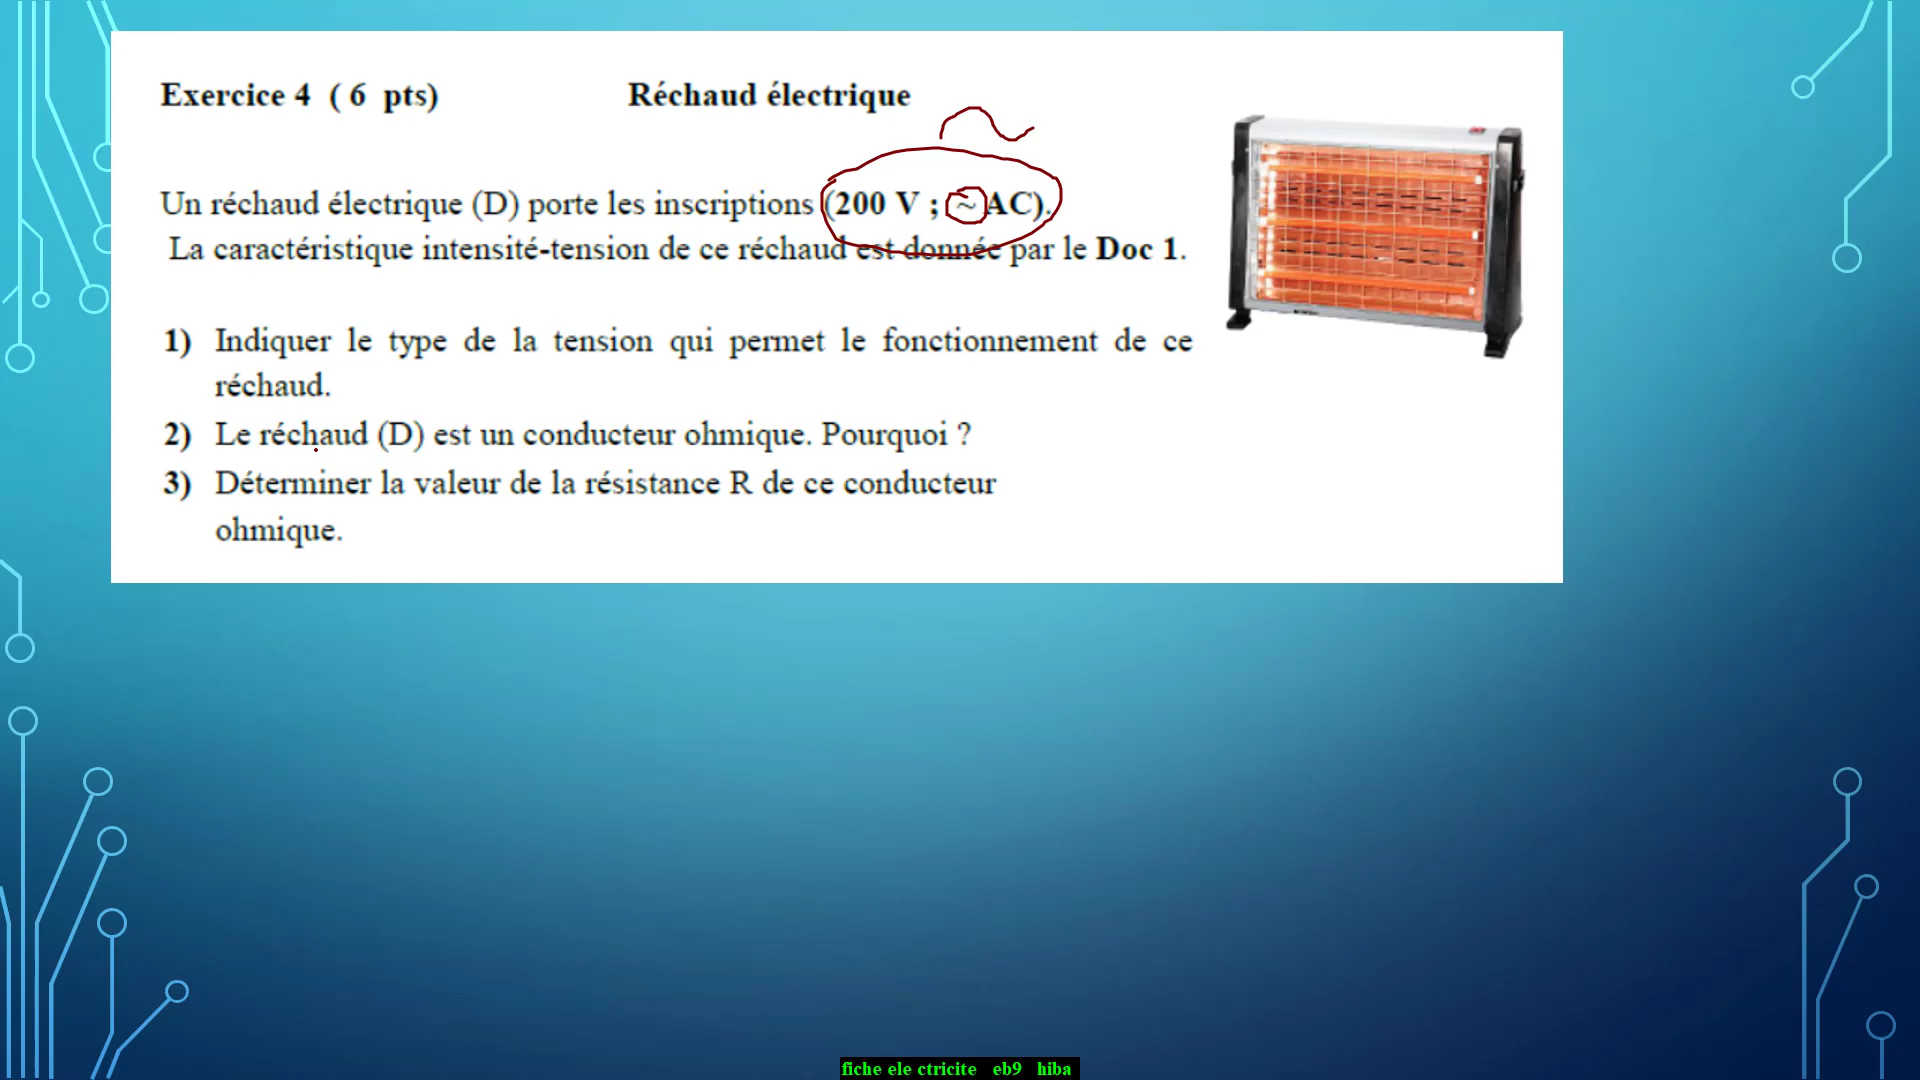 Exercice 4 ( 6 pts) Réchaud électrique
Un réchaud électrique (D) porte les inscriptions (200 V ; ~ AC).
La caractéristique intensité-tension de ce réchaud est donnée par le Doc 1.
1) Indiquer le type de la tension qui permet le fonctionnement de ce
réchaud.
2) Le réchaud (D) est un conducteur ohmique. Pourquoi ?
3) Déterminer la valeur de la résistance R de ce conducteur
ohmique.
fiche ele ctricite eb9 hiba